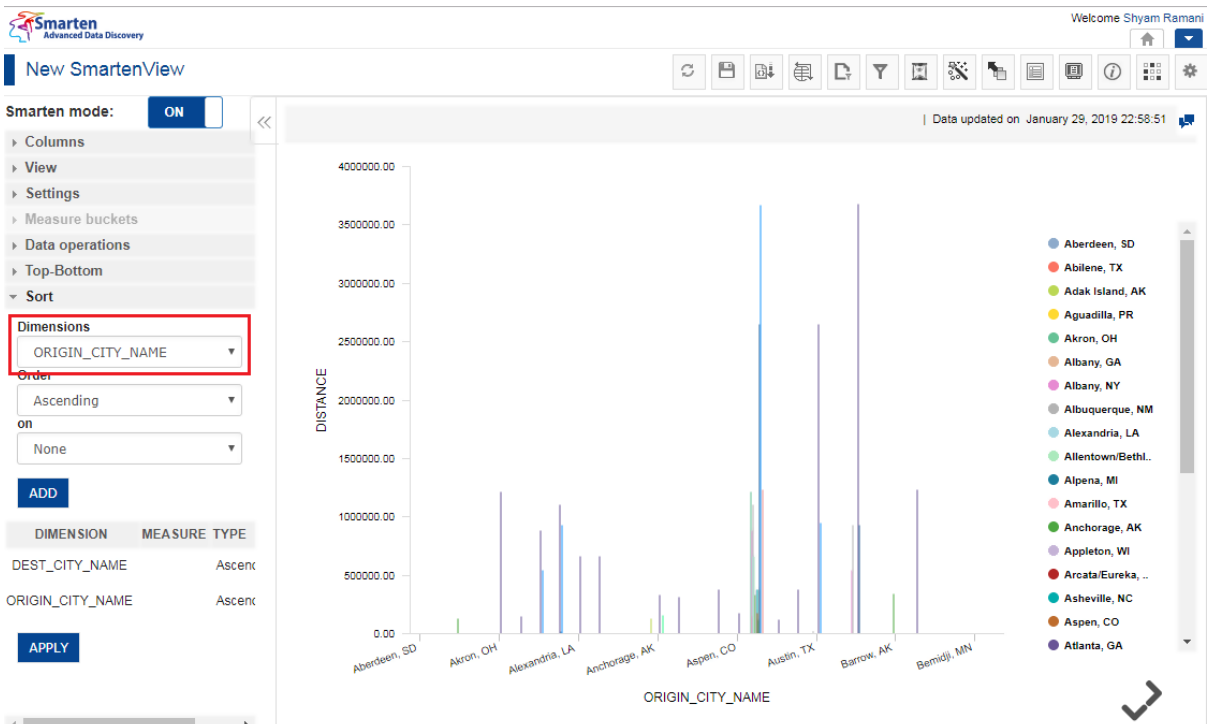 Smarten
Advanced Data Discovery
Welcome Shyam Ramani
New SmartenView
Smarten mode:
ON
| Data updated on January 29, 2019 22:58:51
Columns
View
Settings
Measure buckets
Data operations
Top-Bottom
Sort
Dimensions
ORIGIN_CITY_NAME
Order
Ascending
on
None
ADD
DIMENSION MEASURE TYPE
DEST_CITY_NAME Ascend
ORIGIN_CITY_NAME Ascend
APPLY
DISTANCE
4000000.00
3500000.00
3000000.00
2500000.00
2000000.00
1500000.00
1000000.00
500000.00
0.00
Aberdeen, SD
Akron, OH
Alexandria, LA
Anchorage, AK
Aspen, CO
Austin, TX
Barrow, AK
Bemidji, MN
ORIGIN_CITY_NAME
Aberdeen, SD
Abilene, TX
Adak Island, AK
Aguadilla, PR
Akron, OH
Albany, GA
Albany, NY
Albuquerque, NM
Alexandria, LA
Allentown/Bethl..
Alpena, MI
Amarillo, TX
Anchorage, AK
Appleton, WI
Arcata/Eureka, ..
Asheville, NC
Aspen, CO
Atlanta, GA